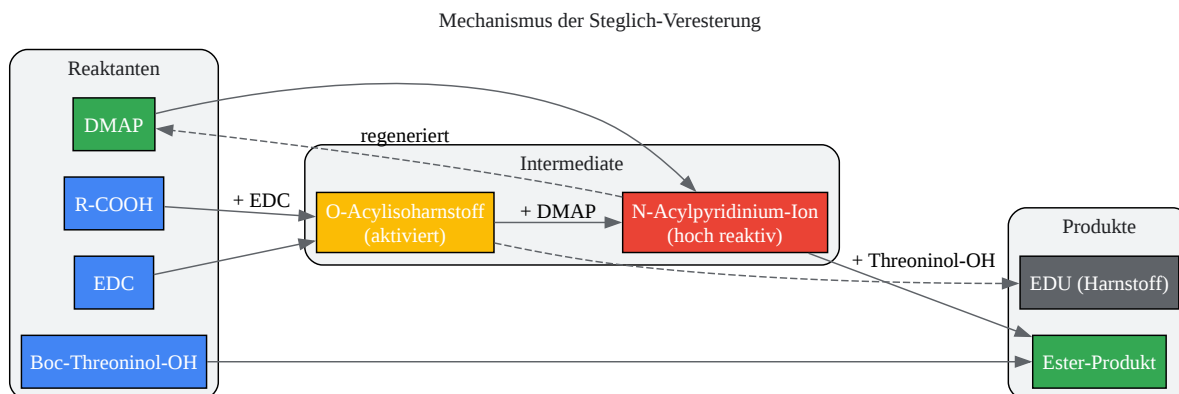 Mechanismus der Steglich-Veresterung
Reaktanten
DMAP
R-COOH
EDC
Boc-Threoninol-OH
regeneriert
+ EDC
Intermediate
O-Acylisoharnstoff
(aktiviert)
+ DMAP
N-Acylpyridinium-Ion
(hoch reaktiv)
+ Threoninol-OH
Produkte
EDU (Harnstoff)
Ester-Produkt